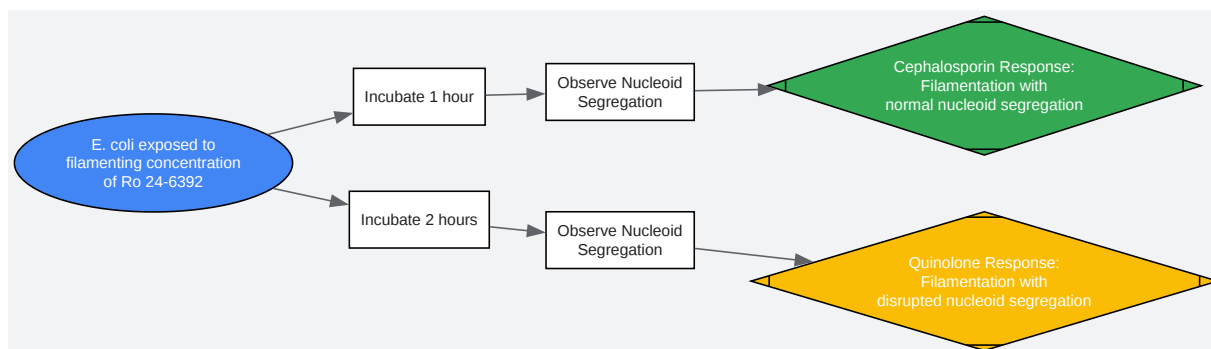 E. coli exposed to
filamenting concentration
of Ro 24-6392
Incubate 1 hour
Observe Nucleoid
Segregation
Cephalosporin Response:
Filamentation with
normal nucleoid segregation
Incubate 2 hours
Observe Nucleoid
Segregation
Quinolone Response:
Filamentation with
disrupted nucleoid segregation